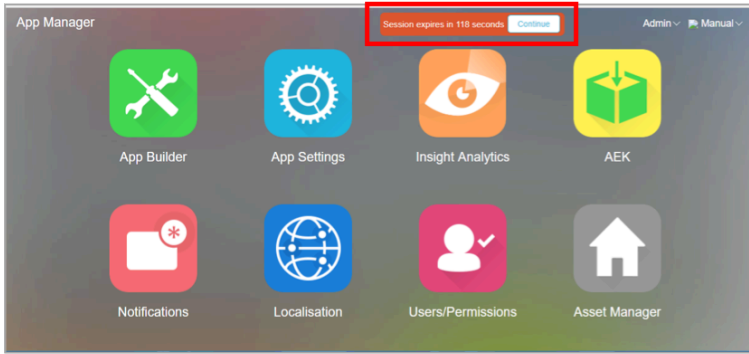 App Manager
Session expires in 118 seconds Continue
Admin Manual
App Builder
App Settings
Insight Analytics
AEK
Notifications
Localisation
Users/Permissions
Asset Manager